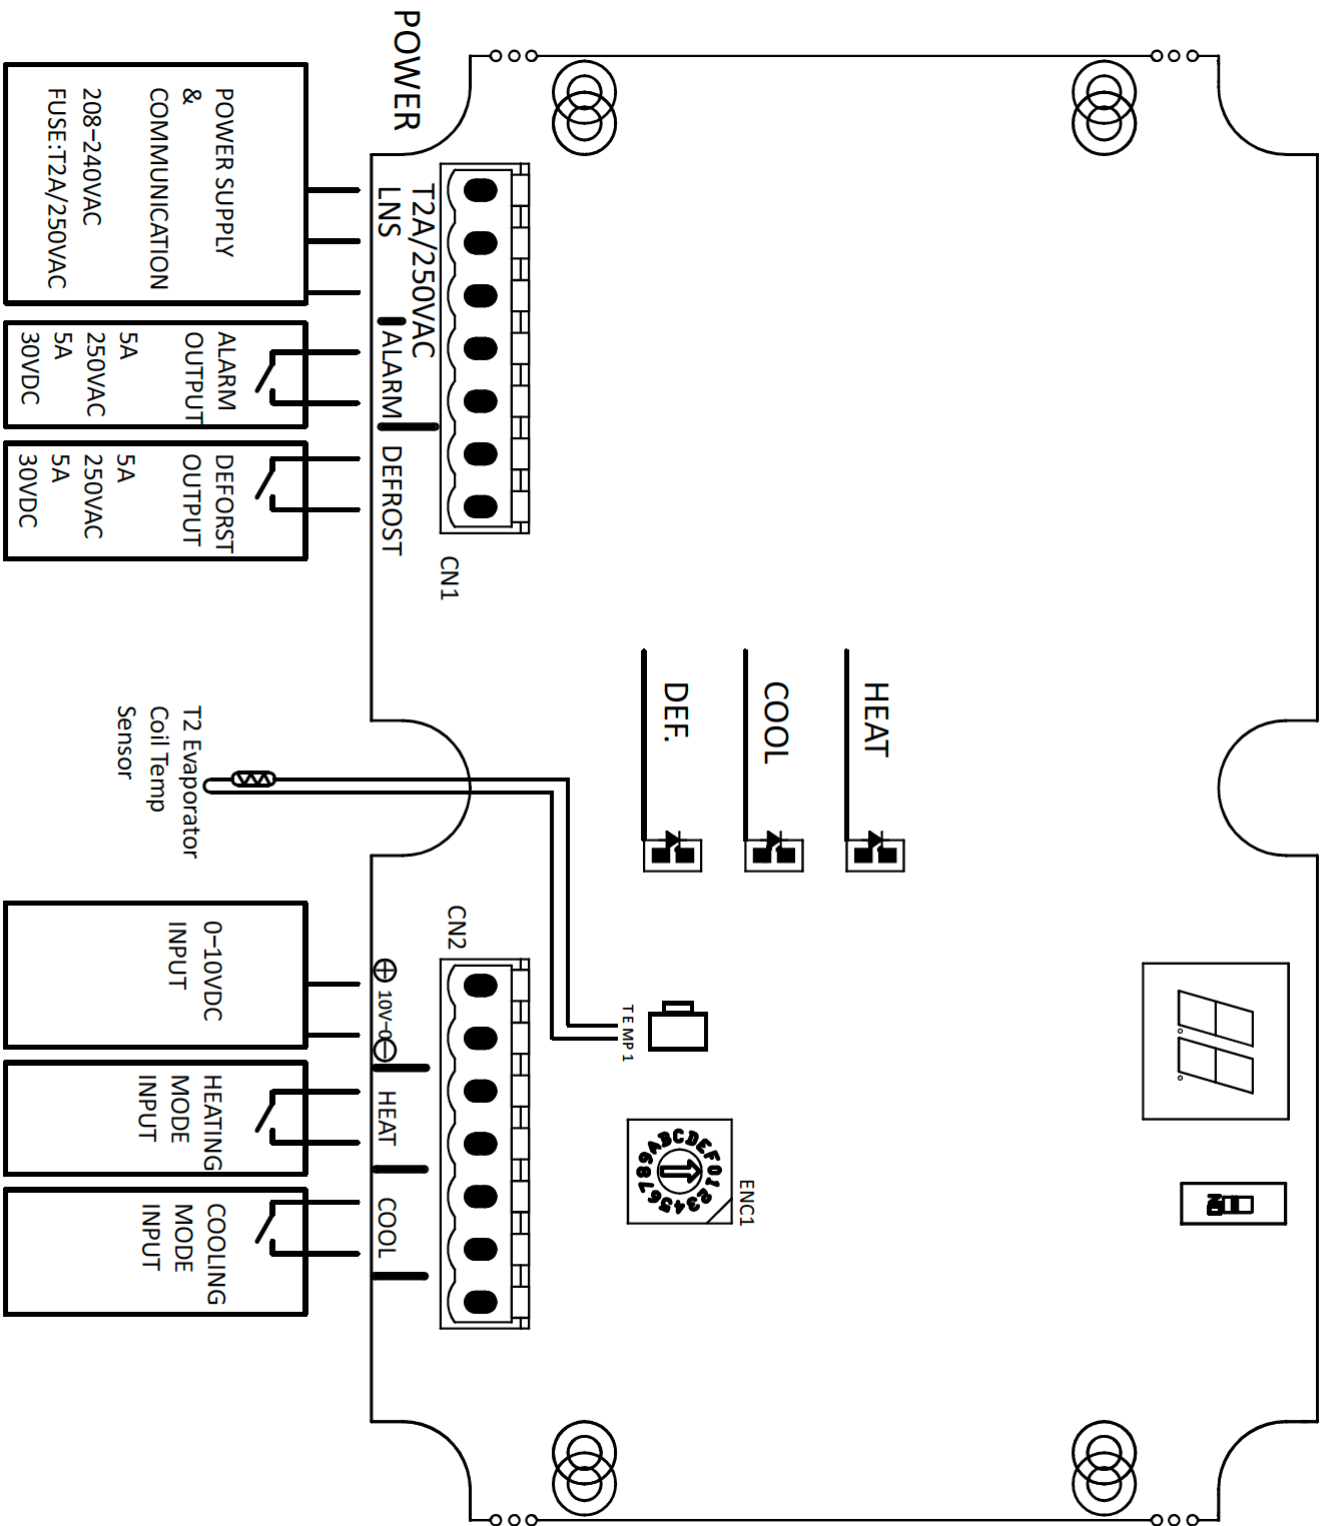 POWER
T2A/250VAC
LNS
ALARM
DEFROST
CN1
POWER SUPPLY
&
COMMUNICATION
208-240VAC
FUSE:T2A/250VAC
ALARM
OUTPUT
5A
250VAC
5A
30VDC
DEFORST
OUTPUT
5A
250VAC
5A
30VDC
HEAT
COOL
DEF.
T2 Evaporator
Coil Temp
Sensor
CN2
TEMP1
ENC1
0123456789ABCDEF
ON
⊕ 10V-0 ⊖
HEAT
COOL
0-10VDC
INPUT
HEATING
MODE
INPUT
COOLING
MODE
INPUT